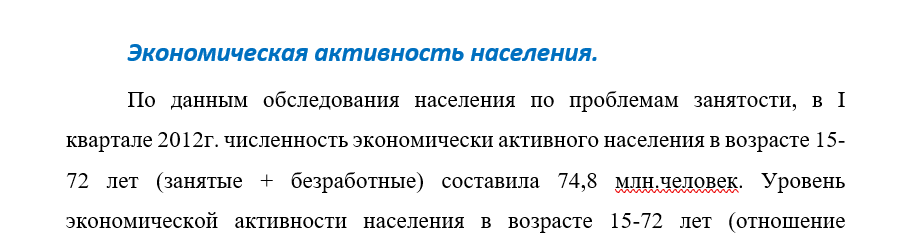 Экономическая активность населения.
По данным обследования населения по проблемам занятости, в I
квартале 2012г. численность экономически активного населения в возрасте 15-
72 лет (занятые + безработные) составила 74,8 млн.человек. Уровень
экономической активности населения в возрасте 15-72 лет (отношение